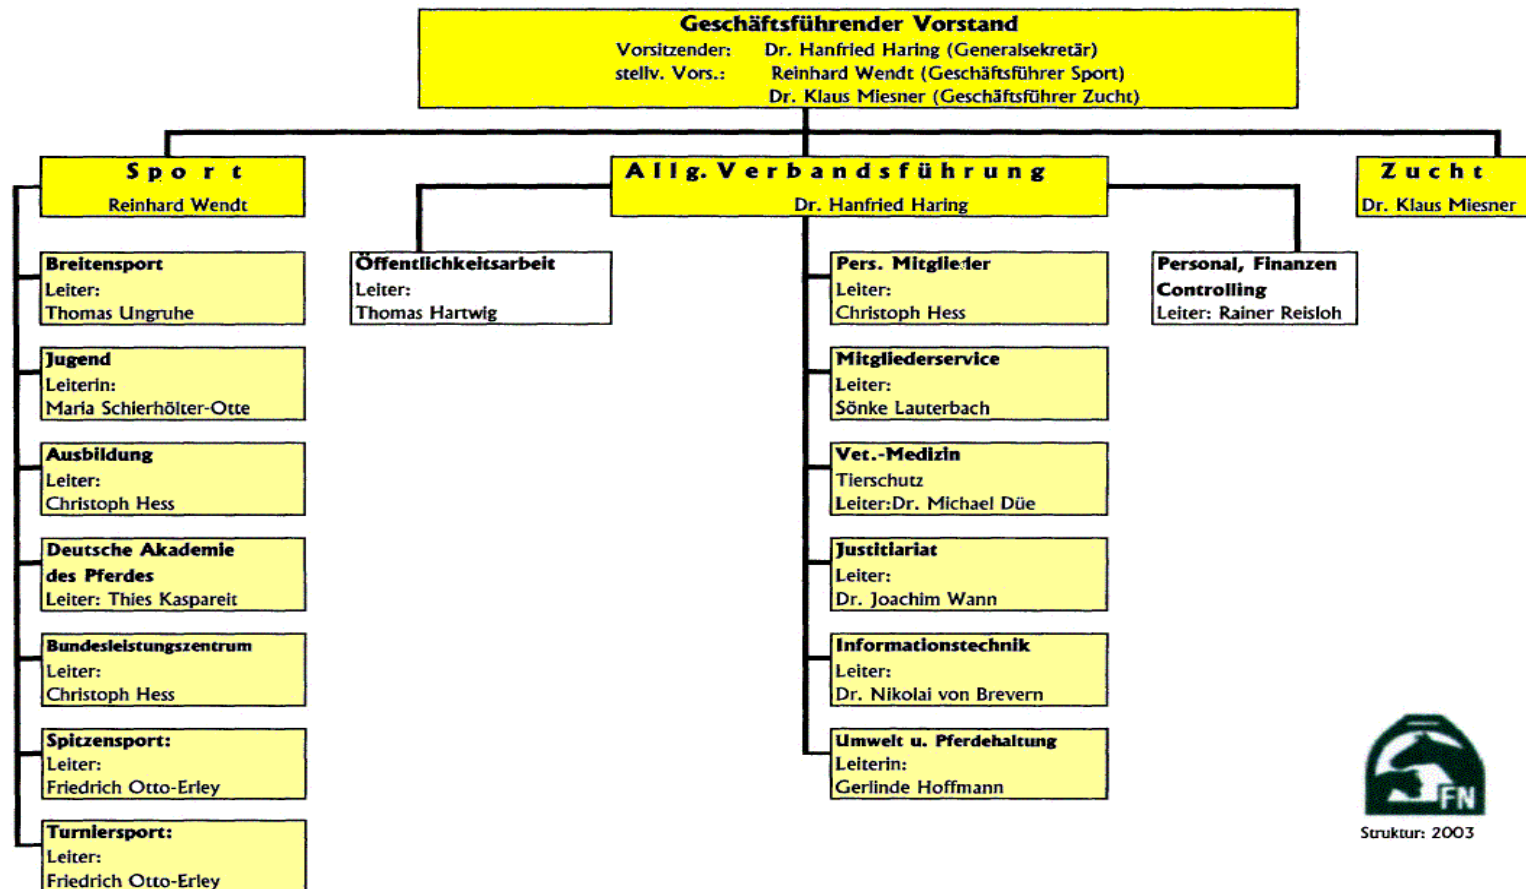 Geschäftsführender Vorstand
Vorsitzender: Dr. Hanfried Haring (Generalsekretär)
stellv. Vors.: Reinhard Wendt (Geschäftsführer Sport)
Dr. Klaus Miesner (Geschäftsführer Zucht)
Sport
Reinhard Wendt
Allg. Verbandsführung
Dr. Hanfried Haring
Zucht
Dr. Klaus Miesner
Breitensport
Leiter:
Thomas Ungruhe
Jugend
Leiterin:
Maria Schierhölter-Otte
Ausbildung
Leiter:
Christoph Hess
Deutsche Akademie
des Pferdes
Leiter: Thies Kaspareit
Bundesleistungszentrum
Leiter:
Christoph Hess
Spitzensport:
Leiter:
Friedrich Otto-Erley
Turniersport:
Leiter:
Friedrich Otto-Erley
Öffentlichkeitsarbeit
Leiter:
Thomas Hartwig
Pers. Mitglieder
Leiter:
Christoph Hess
Mitgliederservice
Leiter:
Sönke Lauterbach
Vet.-Medizin
Tierschutz
Leiter:Dr. Michael Düe
Justitiariat
Leiter:
Dr. Joachim Wann
Informationstechnik
Leiter:
Dr. Nikolai von Brevern
Umwelt u. Pferdehaltung
Leiterin:
Gerlinde Hoffmann
Personal, Finanzen
Controlling
Leiter: Rainer Reisloh
FN
Struktur: 2003